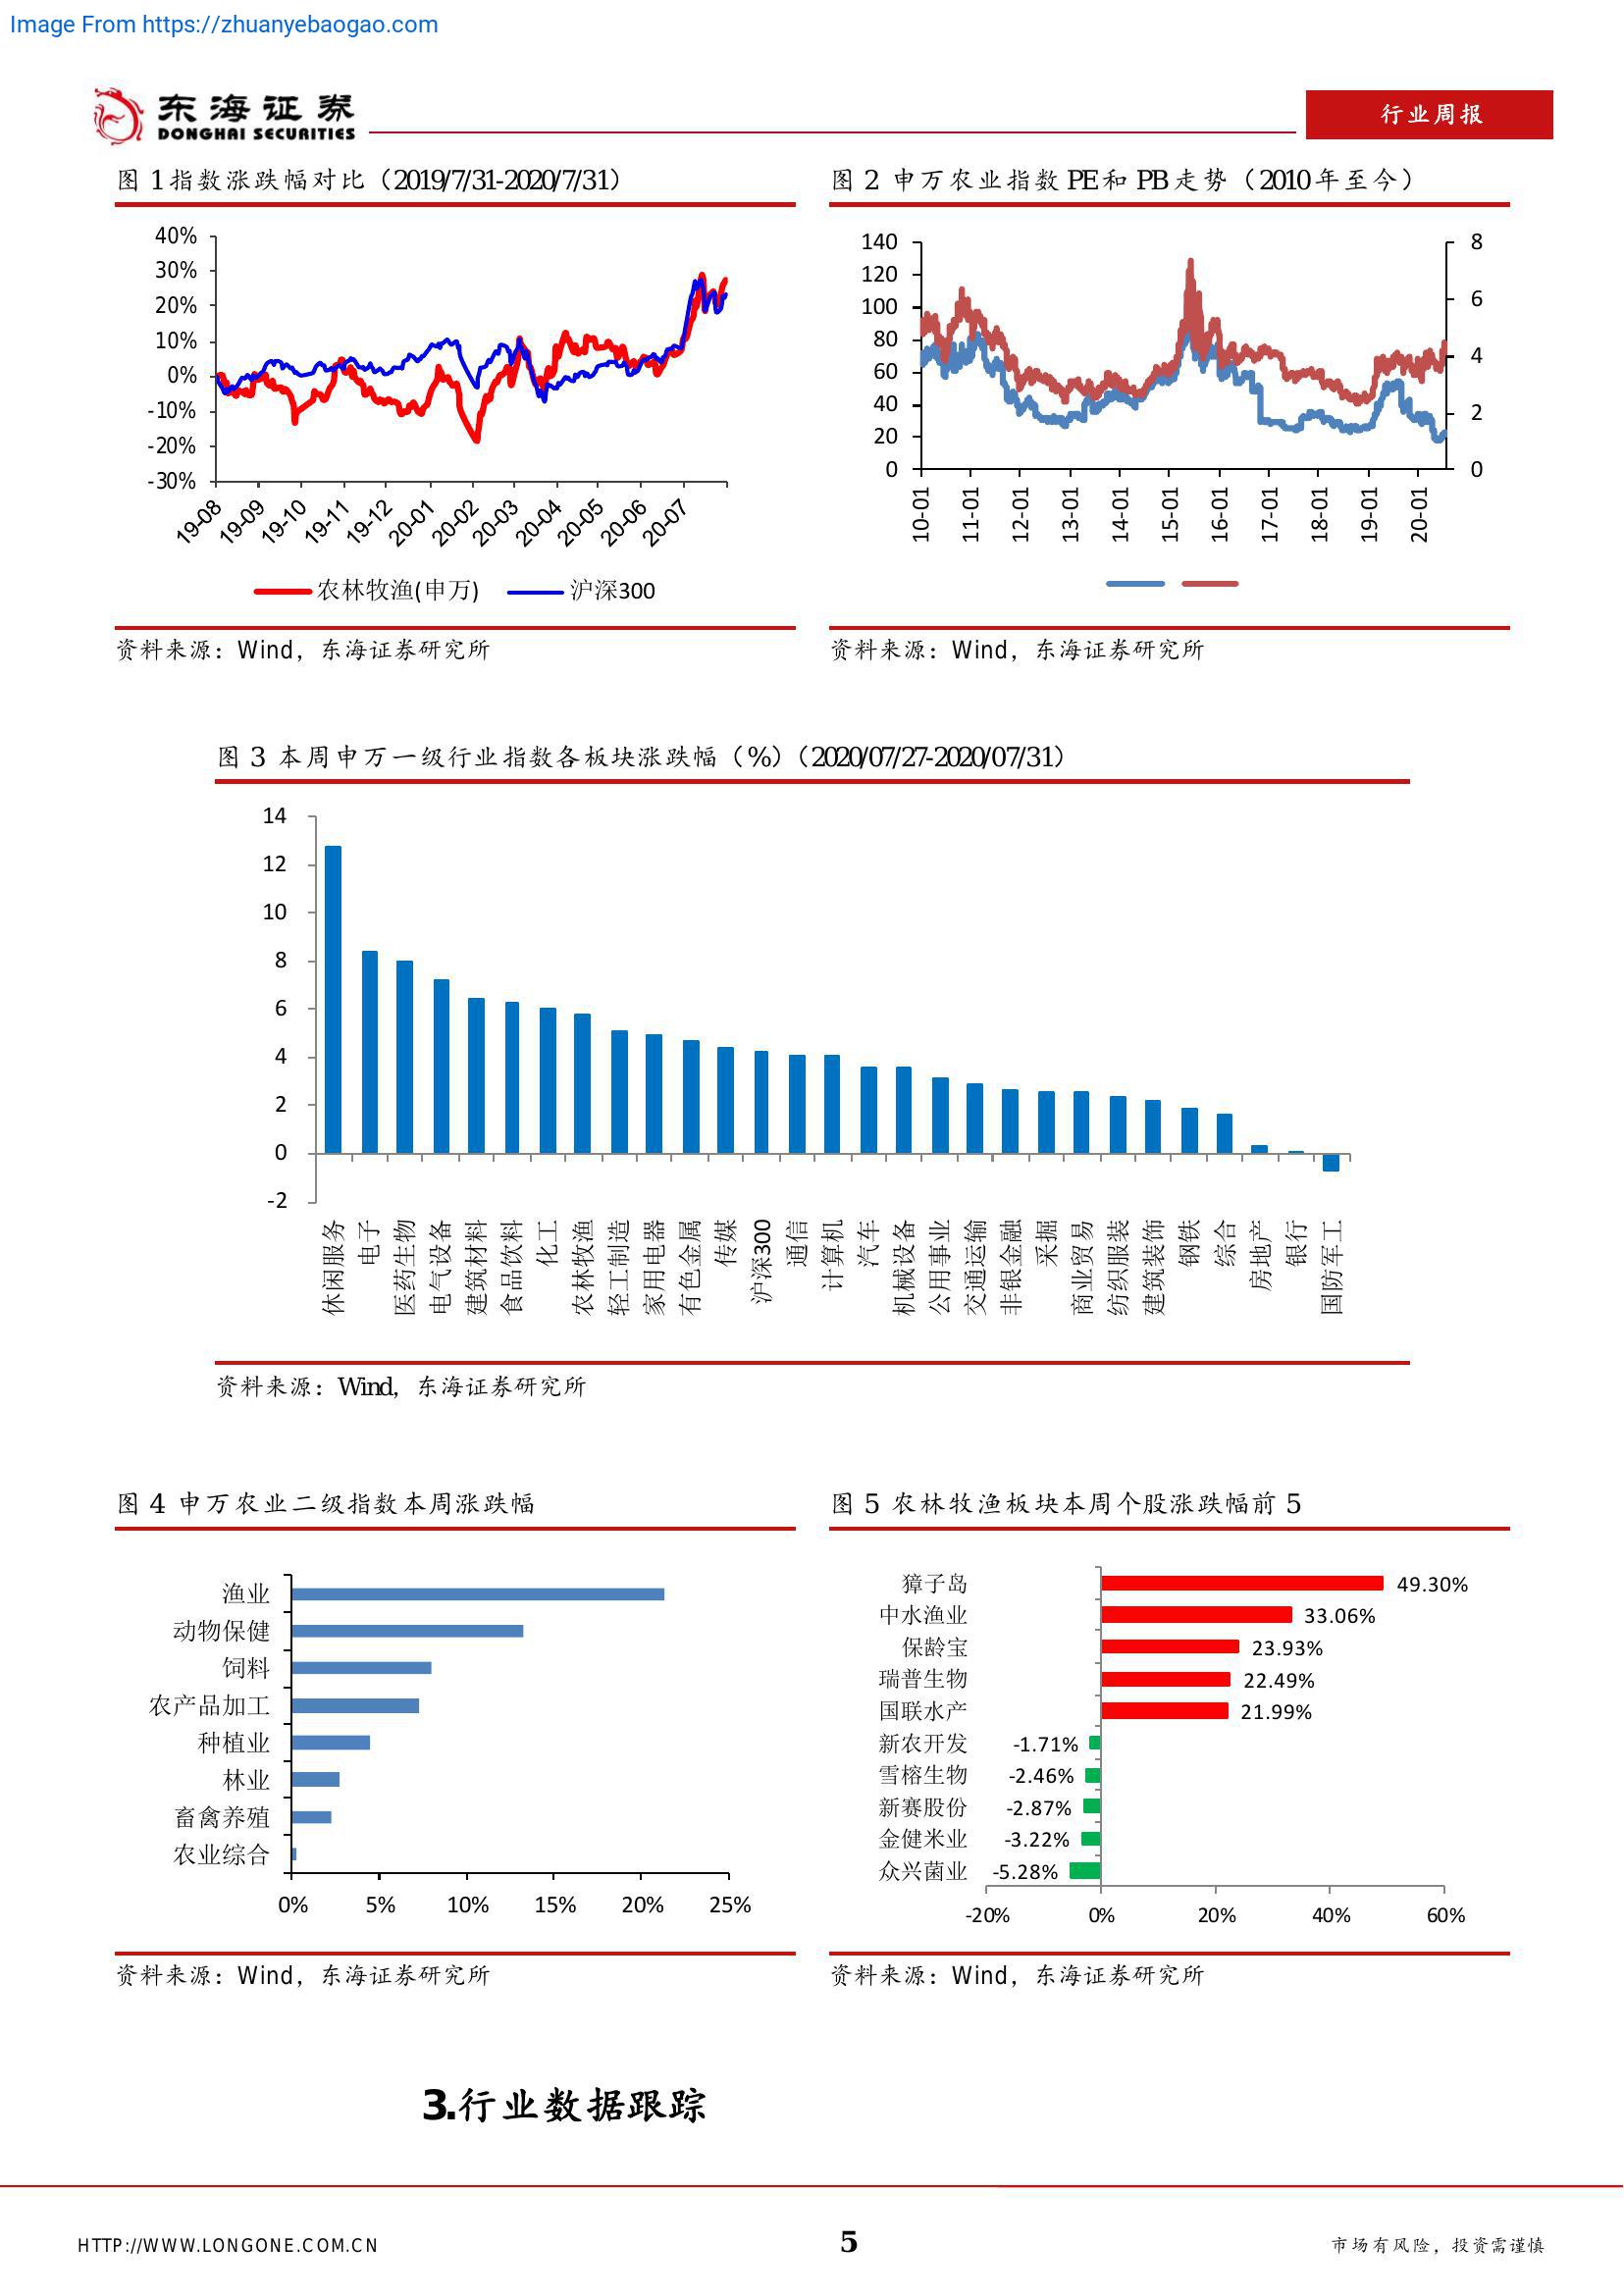 Image From https://zhuanyebaogao.com
东海证券
DONGHAI SECURITIES
行业周报
图 1 指数涨跌幅对比（2019/7/31-2020/7/31）
40%
30%
20%
10%
0%
-10%
-20%
-30%
19-08
19-09
19-10
19-11
19-12
20-01
20-02
20-03
20-04
20-05
20-06
20-07
农林牧渔(申万)
沪深300
资料来源：Wind，东海证券研究所
图 2 申万农业指数 PE 和 PB 走势（2010 年至今）
140
120
100
80
60
40
20
0
8
6
4
2
0
10-01
11-01
12-01
13-01
14-01
15-01
16-01
17-01
18-01
19-01
20-01
资料来源：Wind，东海证券研究所
图 3 本周申万一级行业指数各板块涨跌幅（%）（2020/07/27-2020/07/31）
14
12
10
8
6
4
2
0
-2
休闲服务
电子
医药生物
电气设备
建筑材料
食品饮料
化工
农林牧渔
轻工制造
家用电器
有色金属
传媒
沪深300
通信
计算机
汽车
机械设备
公用事业
交通运输
非银金融
采掘
商业贸易
纺织服装
建筑装饰
钢铁
综合
房地产
银行
国防军工
资料来源：Wind，东海证券研究所
图 4 申万农业二级指数本周涨跌幅
渔业
动物保健
饲料
农产品加工
种植业
林业
畜禽养殖
农业综合
0%
5%
10%
15%
20%
25%
资料来源：Wind，东海证券研究所
图 5 农林牧渔板块本周个股涨跌幅前 5
獐子岛 49.30%
中水渔业 33.06%
保龄宝 23.93%
瑞普生物 22.49%
国联水产 21.99%
新农开发 -1.71%
雪榕生物 -2.46%
新赛股份 -2.87%
金健米业 -3.22%
众兴菌业 -5.28%
-20%
0%
20%
40%
60%
资料来源：Wind，东海证券研究所
3.行业数据跟踪
HTTP://WWW.LONGONE.COM.CN
5
市场有风险，投资需谨慎